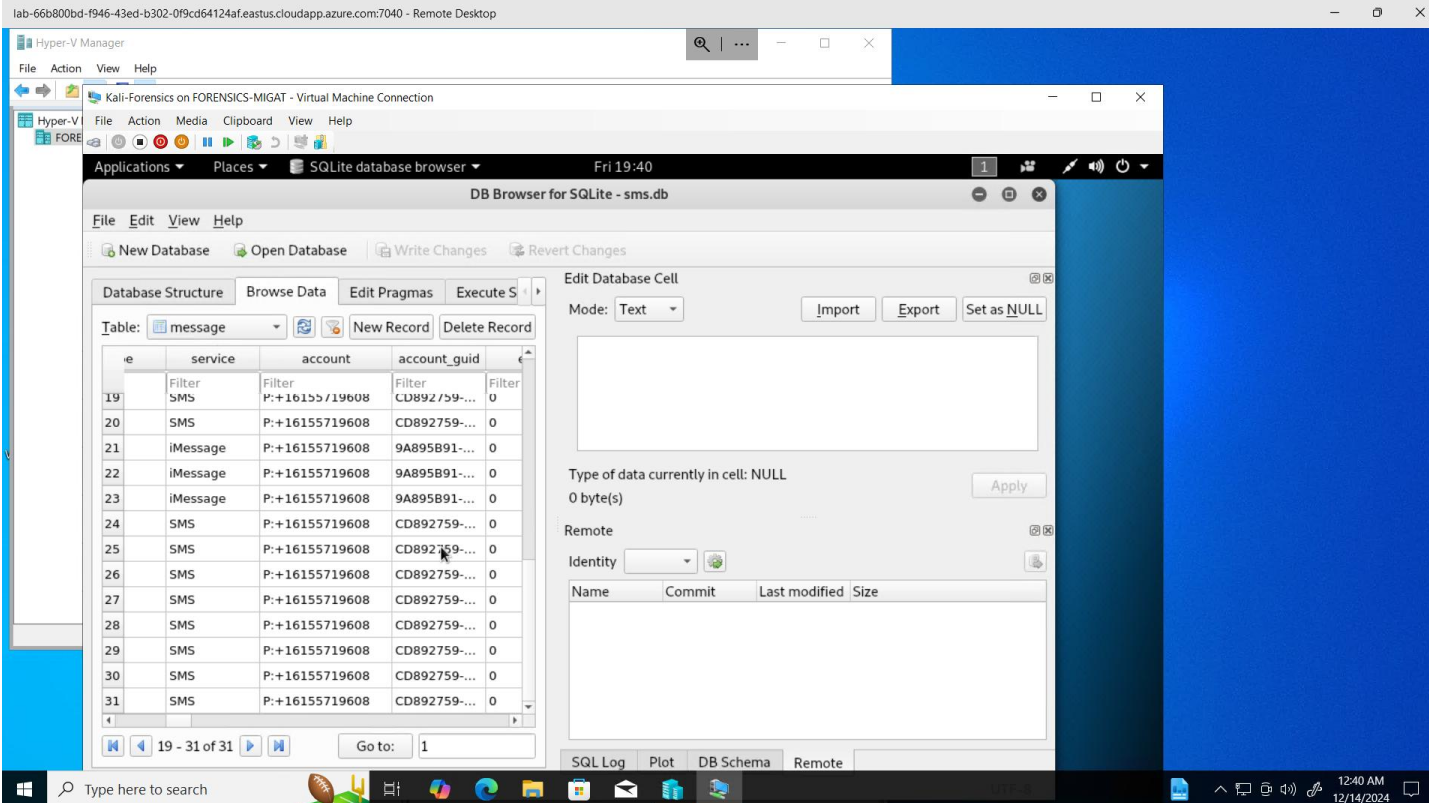 lab-66b800bd-f946-43ed-b302-0f9cd64124af.eastus.cloudapp.azure.com:7040 - Remote Desktop
Hyper-V Manager
File Action View Help
Kali-Forensics on FORENSICS-MIGAT - Virtual Machine Connection
Hyper-V
FORE
File Action Media Clipboard View Help
Applications Places SQLite database browser Fri 19:40 1
DB Browser for SQLite - sms.db
File Edit View Help
New Database Open Database Write Changes Revert Changes
Database Structure Browse Data Edit Pragmas Execute S
Table: message New Record Delete Record
service account account_guid
Filter Filter Filter Filter
19 SMS P:+16155719608 CD892759-... 0
20 SMS P:+16155719608 CD892759-... 0
21 iMessage P:+16155719608 9A895B91-... 0
22 iMessage P:+16155719608 9A895B91-... 0
23 iMessage P:+16155719608 9A895B91-... 0
24 SMS P:+16155719608 CD892759-... 0
25 SMS P:+16155719608 CD892759-... 0
26 SMS P:+16155719608 CD892759-... 0
27 SMS P:+16155719608 CD892759-... 0
28 SMS P:+16155719608 CD892759-... 0
29 SMS P:+16155719608 CD892759-... 0
30 SMS P:+16155719608 CD892759-... 0
31 SMS P:+16155719608 CD892759-... 0
19 - 31 of 31 Go to: 1
Edit Database Cell
Mode: Text Import Export Set as NULL
Type of data currently in cell: NULL
0 byte(s)
Apply
Remote
Identity
Name Commit Last modified Size
SQL Log Plot DB Schema Remote
UTF-8
Type here to search
12:40 AM
12/14/2024